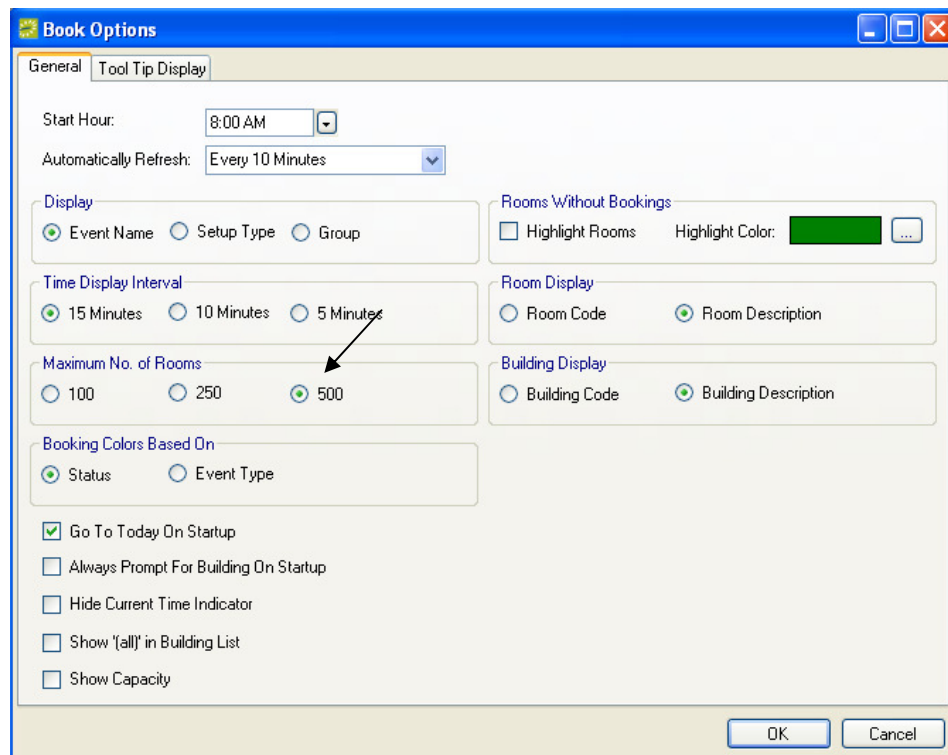 Book Options
General Tool Tip Display
Start Hour: 8:00 AM
Automatically Refresh: Every 10 Minutes
Display
Event Name Setup Type Group
Rooms Without Bookings
Highlight Rooms Highlight Color: ...
Time Display Interval
15 Minutes 10 Minutes 5 Minutes
Room Display
Room Code Room Description
Maximum No. of Rooms
100 250 500
Building Display
Building Code Building Description
Booking Colors Based On
Status Event Type
Go To Today On Startup
Always Prompt For Building On Startup
Hide Current Time Indicator
Show '(all)' in Building List
Show Capacity
OK Cancel